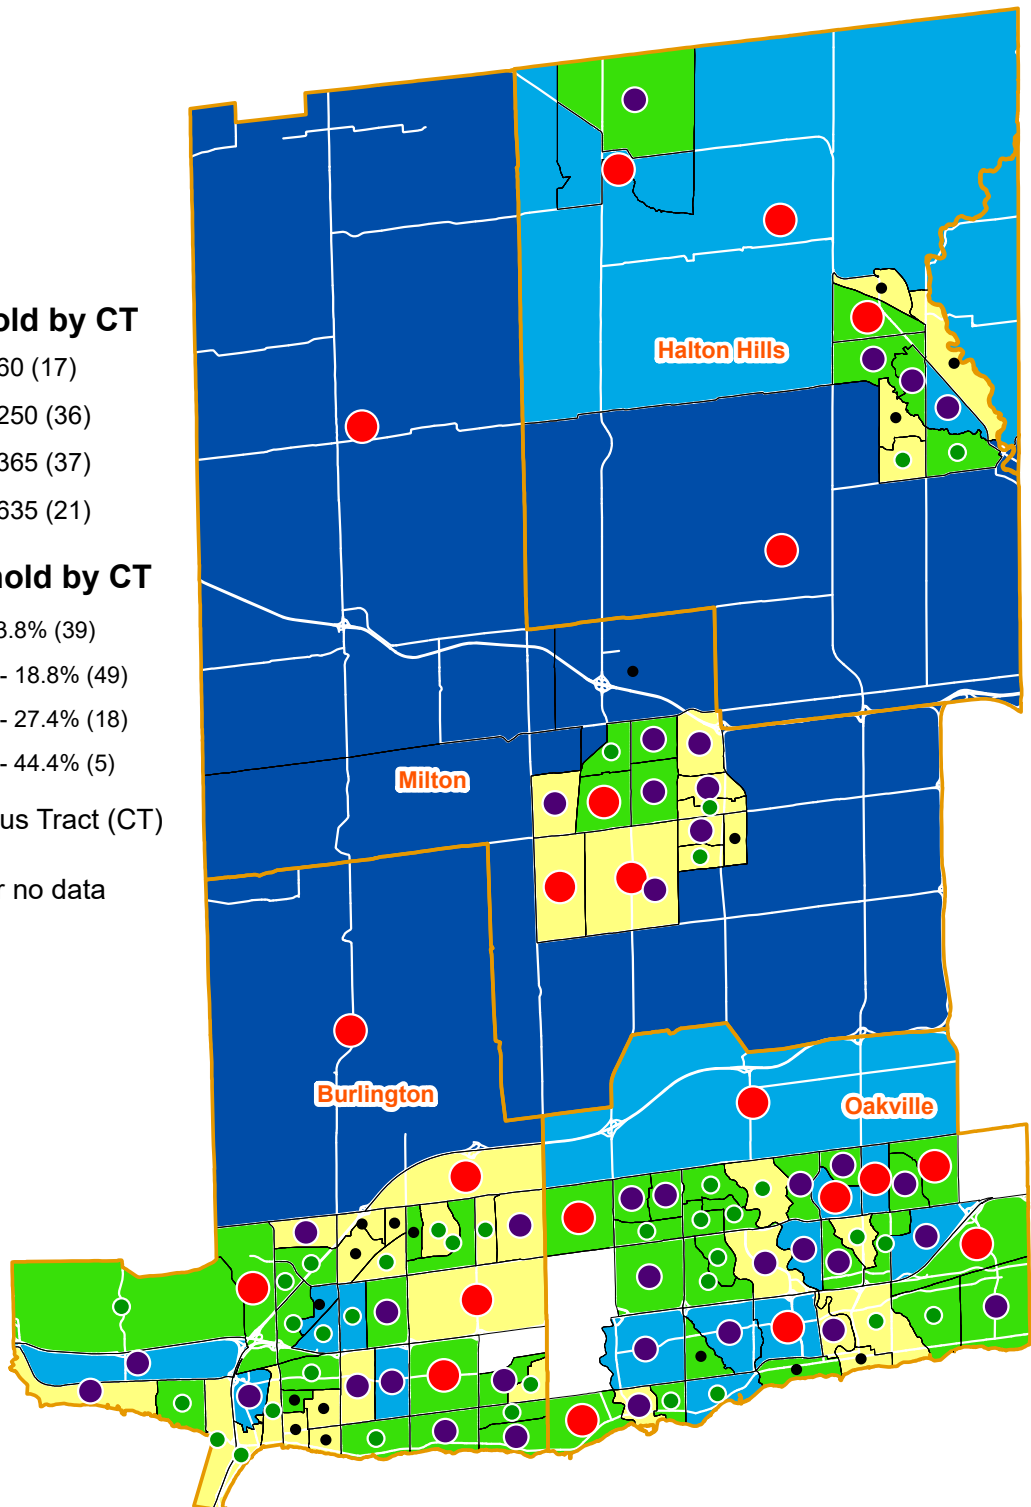 old by CT
60 (17)
250 (36)
365 (37)
635 (21)
hold by CT
3.8% (39)
- 18.8% (49)
- 27.4% (18)
- 44.4% (5)
us Tract (CT)
r no data
Halton Hills
Milton
Burlington
Oakville